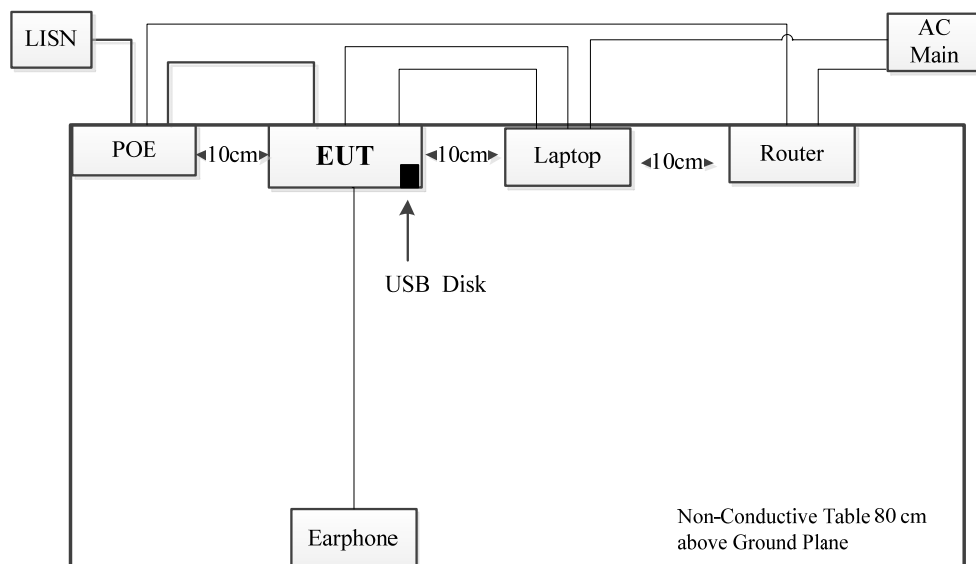 LISN
AC
Main
POE
10cm
EUT
10cm
Laptop
10cm
Router
USB Disk
Earphone
Non-Conductive Table 80 cm
above Ground Plane